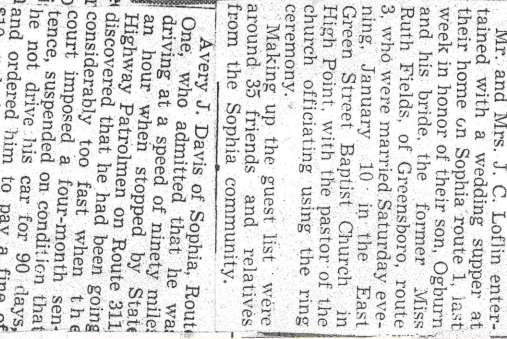 Mr. and Mrs. J. C. Loflin enter-
tained with a wedding supper at
their home on Sophia route 1, last
week in honor of their son, Ogburn
and his bride, the former Miss
Ruth Fields, of Greensboro, route
3, who were married Saturday eve-
ning, January 10 in the East
Green Street Baptist Church in
High Point, with the pastor of the
church officiating using the ring
ceremony.
Making up the guest list were
around 35 friends and relatives
from the Sophia community.
Avery J. Davis of Sophia, Route
One, who admitted that he was
driving at a speed of ninety miles
an hour when stopped by State
Highway Patrolmen on Route 311,
discovered that he had been going
considerably too fast when the
court imposed a four-month sen-
tence, suspended on condition that
he not drive his car for 90 days,
and ordered him to pay a fine of